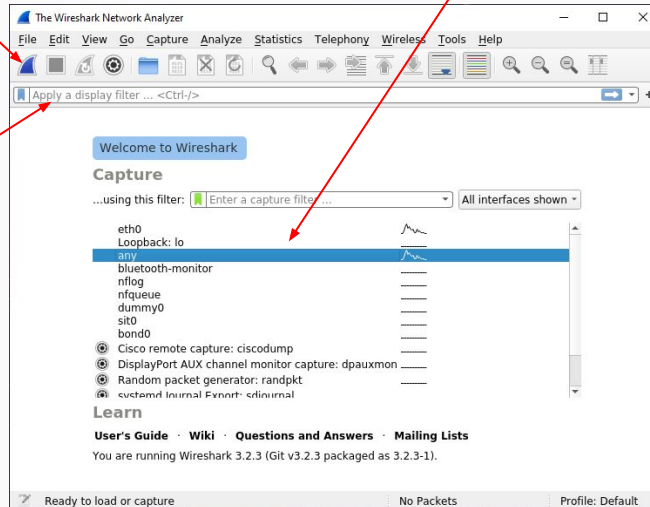 The Wireshark Network Analyzer
File Edit View Go Capture Analyze Statistics Telephony Wireless Tools Help
Apply a display filter ... <Ctrl-/>
Welcome to Wireshark
Capture
...using this filter: Enter a capture filter ... All interfaces shown
eth0
Loopback: lo
any
bluetooth-monitor
nflog
nfqueue
dummy0
sit0
bond0
Cisco remote capture: ciscodump
DisplayPort AUX channel monitor capture: dpauxmon
Random packet generator: randpkt
systemd Journal Export: sdjournal
Learn
User's Guide · Wiki · Questions and Answers · Mailing Lists
You are running Wireshark 3.2.3 (Git v3.2.3 packaged as 3.2.3-1).
Ready to load or capture No Packets Profile: Default